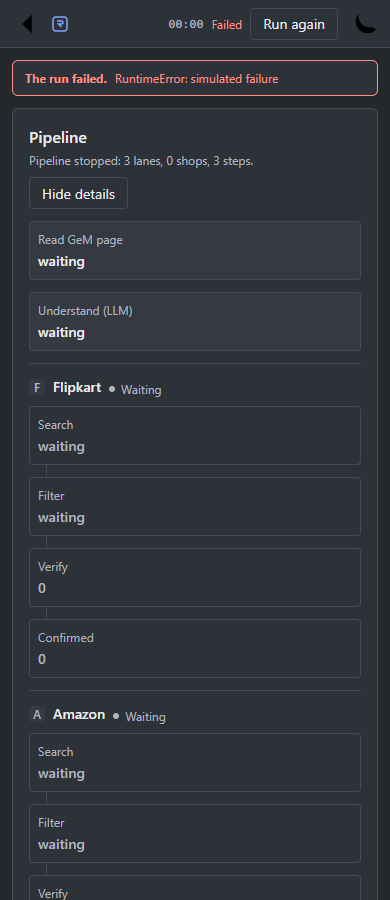 00:00 Failed Run again
The run failed. RuntimeError: simulated failure
Pipeline
Pipeline stopped: 3 lanes, 0 shops, 3 steps.
Hide details
Read GeM page
waiting
Understand (LLM)
waiting
F Flipkart Waiting
Search
waiting
Filter
waiting
Verify
0
Confirmed
0
A Amazon Waiting
Search
waiting
Filter
waiting
Verify